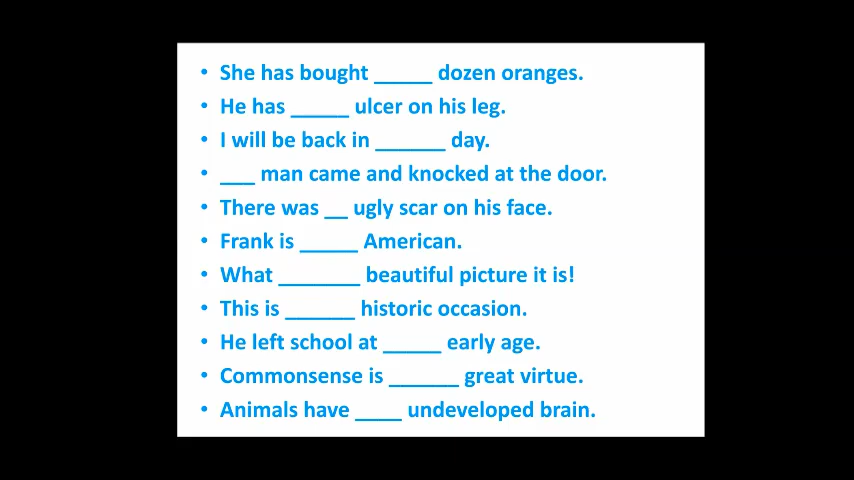 • She has bought _____ dozen oranges.
• He has _____ ulcer on his leg.
• I will be back in ______ day.
• ___ man came and knocked at the door.
• There was __ ugly scar on his face.
• Frank is _____ American.
• What _______ beautiful picture it is!
• This is ______ historic occasion.
• He left school at _____ early age.
• Commonsense is ______ great virtue.
• Animals have ____ undeveloped brain.